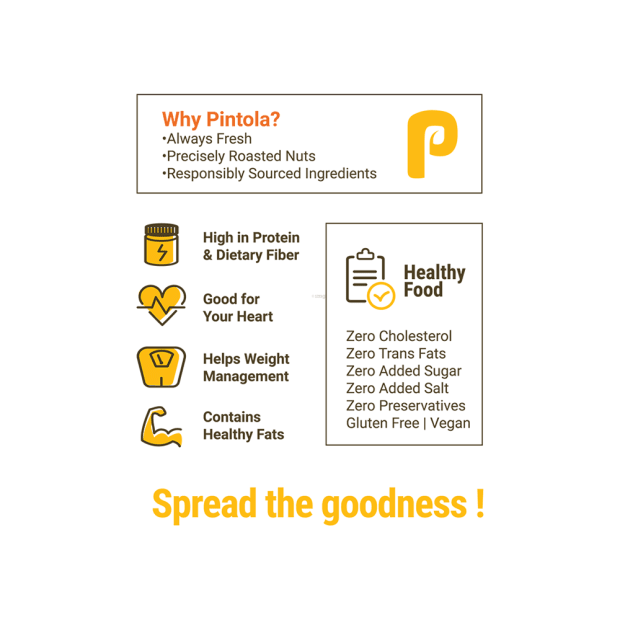 Why Pintola?
•Always Fresh
•Precisely Roasted Nuts
•Responsibly Sourced Ingredients
High in Protein
& Dietary Fiber
Good for
Your Heart
Helps Weight
Management
Contains
Healthy Fats
Healthy
Food
Zero Cholesterol
Zero Trans Fats
Zero Added Sugar
Zero Added Salt
Zero Preservatives
Gluten Free | Vegan
Spread the goodness !